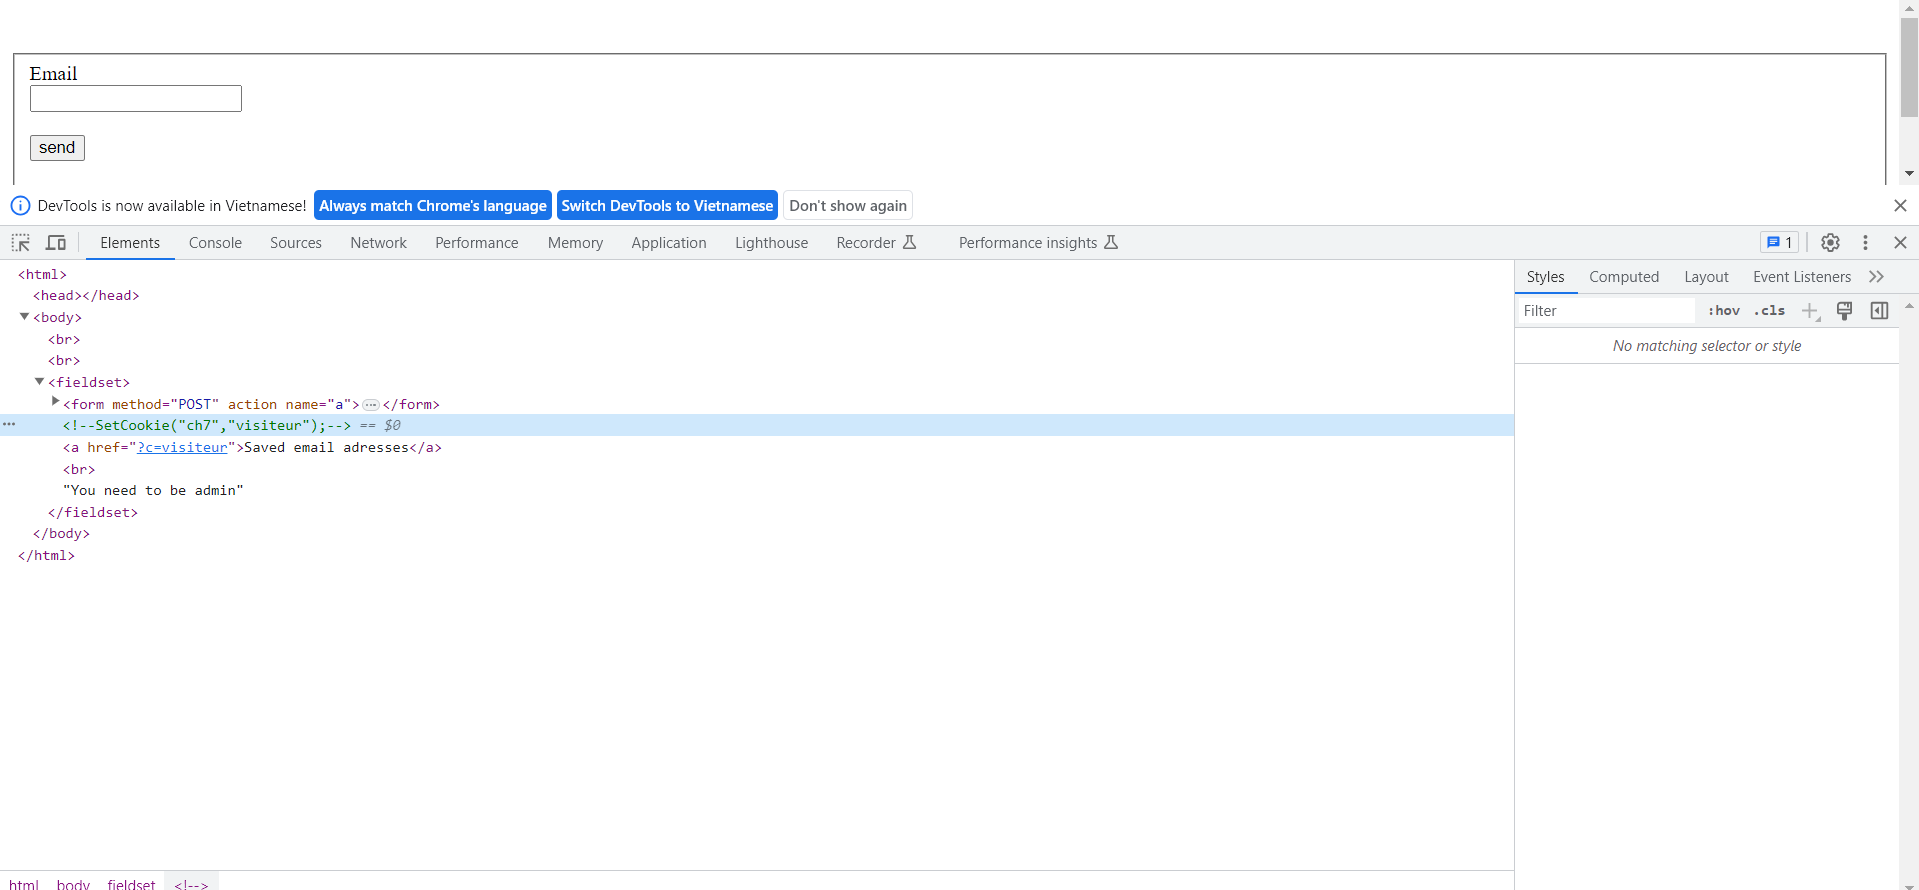 Email
send
DevTools is now available in Vietnamese! Always match Chrome's language Switch DevTools to Vietnamese Don't show again
Elements Console Sources Network Performance Memory Application Lighthouse Recorder Performance insights 1
<html>
<head></head>
<body>
<br>
<br>
<fieldset>
<form method="POST" action name="a">…</form>
<!--SetCookie("ch7","visiteur");--> == $0
<a href="?c=visiteur">Saved email adresses</a>
<br>
"You need to be admin"
</fieldset>
</body>
</html>
Styles Computed Layout Event Listeners
Filter :hov .cls
No matching selector or style
html body fieldset <!-->